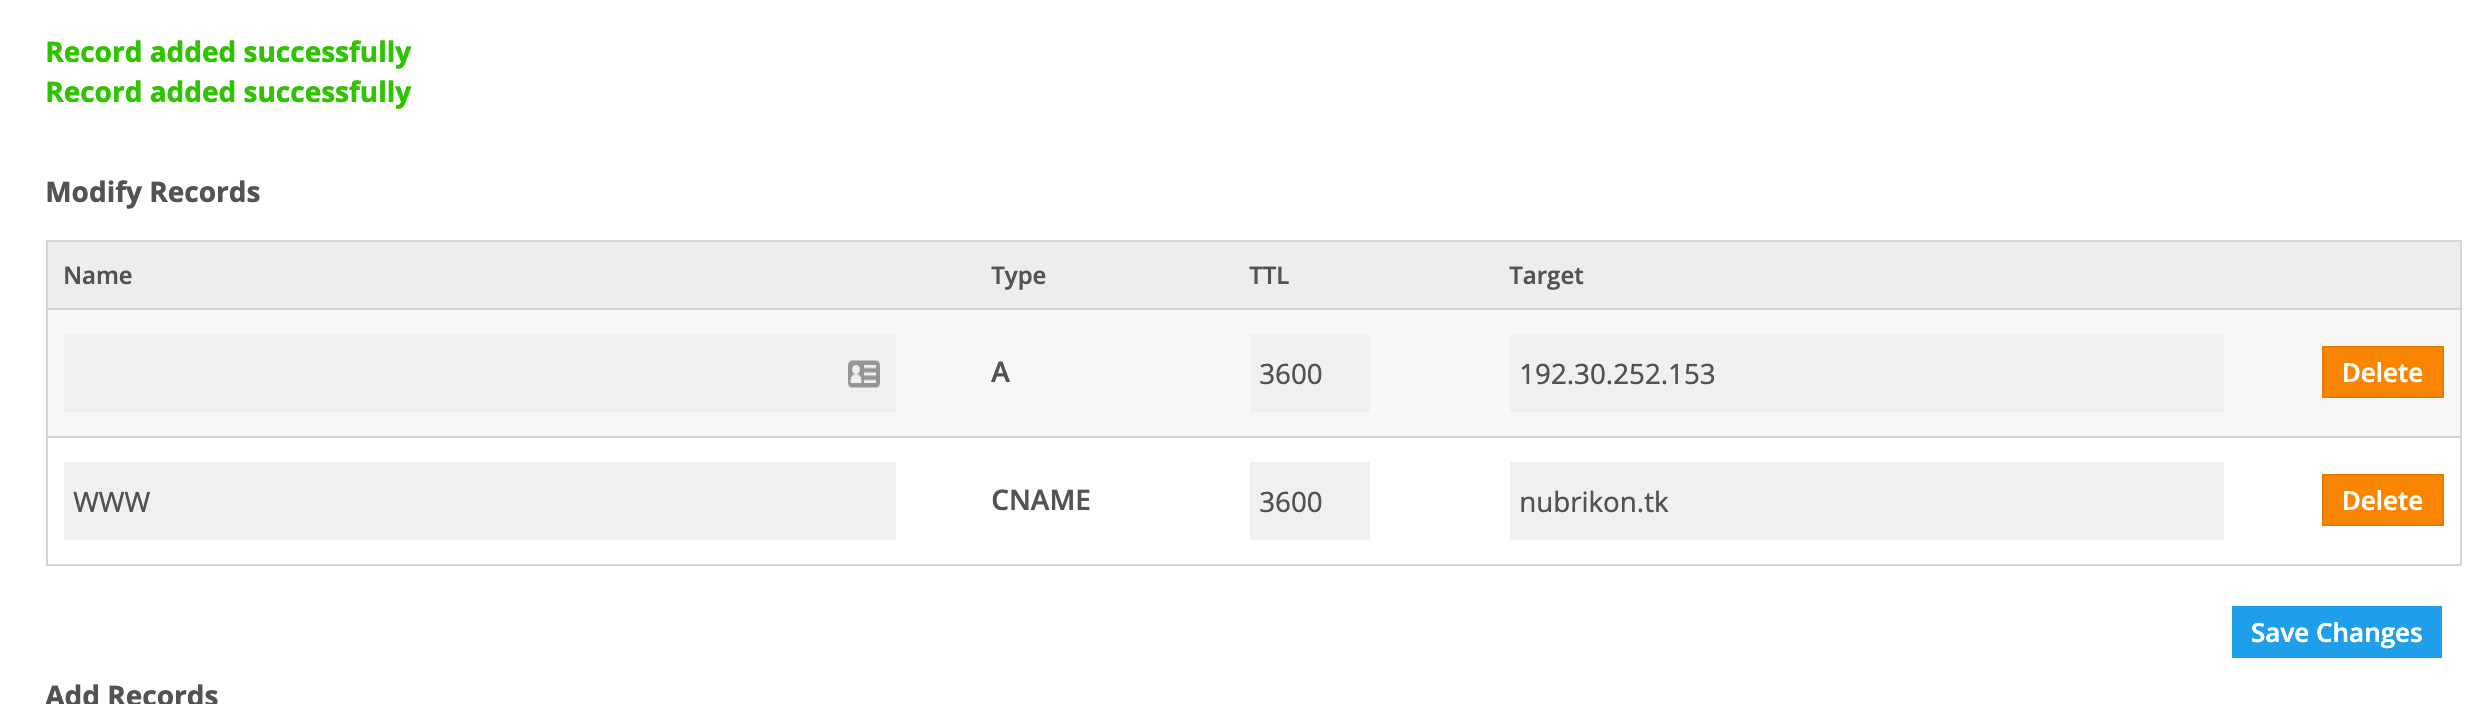 Record added successfully
Record added successfully
Modify Records
Name Type TTL Target
A 3600 192.30.252.153 Delete
WWW CNAME 3600 nubrikon.tk Delete
Save Changes
Add Records